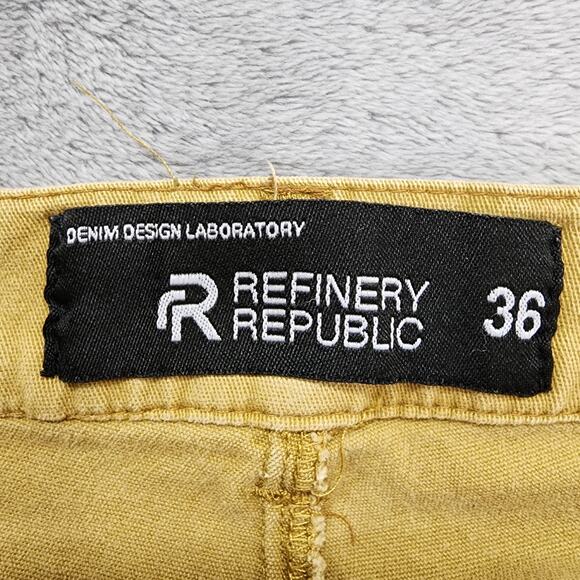 DENIM DESIGN LABORATORY
R REFINERY
REPUBLIC
36